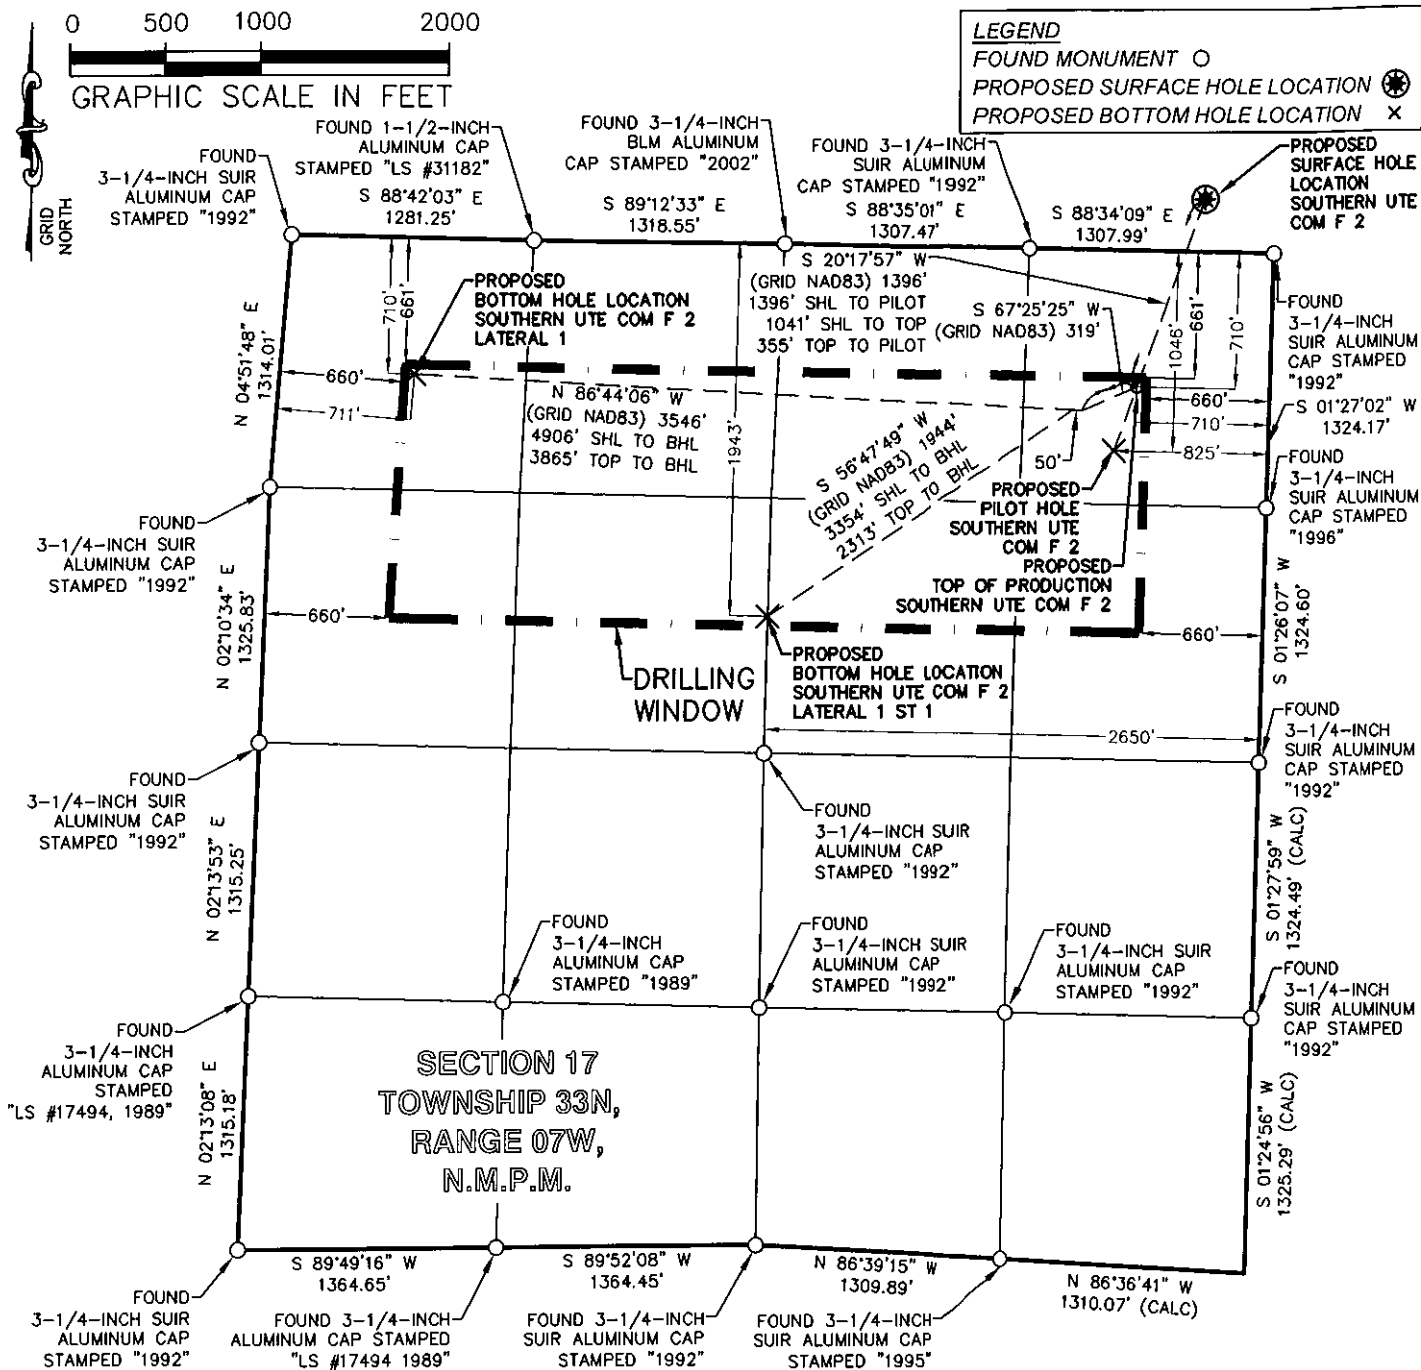 0 500 1000 2000
GRAPHIC SCALE IN FEET
GRID
NORTH
LEGEND
FOUND MONUMENT
PROPOSED SURFACE HOLE LOCATION
PROPOSED BOTTOM HOLE LOCATION
FOUND
3-1/4-INCH SUIR
ALUMINUM CAP
STAMPED "1992"
FOUND 1-1/2-INCH
ALUMINUM CAP
STAMPED "LS #31182"
S 88°42'03" E
1281.25'
FOUND 3-1/4-INCH
BLM ALUMINUM
CAP STAMPED "2002"
S 89°12'33" E
1318.55'
FOUND 3-1/4-INCH
SUIR ALUMINUM
CAP STAMPED "1992"
S 88°35'01" E
1307.47'
S 88°34'09" E
1307.99'
PROPOSED
SURFACE HOLE
LOCATION
SOUTHERN UTE
COM F 2
710'
661'
PROPOSED
BOTTOM HOLE LOCATION
SOUTHERN UTE COM F 2
LATERAL 1
S 20°17'57" W
(GRID NAD83) 1396'
1396' SHL TO PILOT
1041' SHL TO TOP
355' TOP TO PILOT
S 67°25'25" W
(GRID NAD83) 319'
1046'
661'
710'
FOUND
3-1/4-INCH
SUIR ALUMINUM
CAP STAMPED
"1992"
N 04°51'48" E
1314.01'
660'
711'
N 86°44'06" W
(GRID NAD83) 3546'
4906' SHL TO BHL
3865' TOP TO BHL
1943'
S 56°47'49" W
(GRID NAD83) 1944'
3354' SHL TO BHL
2313' TOP TO BHL
50'
660'
710'
825'
S 01°27'02" W
1324.17'
FOUND
3-1/4-INCH
SUIR ALUMINUM
CAP STAMPED
"1996"
PROPOSED
PILOT HOLE
SOUTHERN UTE
COM F 2
PROPOSED
TOP OF PRODUCTION
SOUTHERN UTE COM F 2
FOUND
3-1/4-INCH SUIR
ALUMINUM CAP
STAMPED "1992"
N 02°10'34" E
1325.83'
660'
660'
S 01°26'07" W
1324.60'
DRILLING
WINDOW
PROPOSED
BOTTOM HOLE LOCATION
SOUTHERN UTE COM F 2
LATERAL 1 ST 1
2650'
FOUND
3-1/4-INCH
SUIR ALUMINUM
CAP STAMPED
"1992"
FOUND
3-1/4-INCH SUIR
ALUMINUM CAP
STAMPED "1992"
FOUND
3-1/4-INCH SUIR
ALUMINUM CAP
STAMPED "1992"
N 02°13'53" E
1315.25'
S 01°27'59" W
1324.49' (CALC)
FOUND
3-1/4-INCH
ALUMINUM CAP
STAMPED "1989"
FOUND
3-1/4-INCH SUIR
ALUMINUM CAP
STAMPED "1992"
FOUND
3-1/4-INCH SUIR
ALUMINUM CAP
STAMPED "1992"
FOUND
3-1/4-INCH
SUIR ALUMINUM
CAP STAMPED
"1992"
FOUND
3-1/4-INCH
ALUMINUM CAP
STAMPED
"LS #17494, 1989"
N 02°13'08" E
1315.18'
SECTION 17
TOWNSHIP 33N,
RANGE 07W,
N.M.P.M.
S 01°24'56" W
1325.29' (CALC)
S 89°49'16" W
1364.65'
S 89°52'08" W
1364.45'
N 86°39'15" W
1309.89'
N 86°36'41" W
1310.07' (CALC)
FOUND
3-1/4-INCH SUIR
ALUMINUM CAP
STAMPED "1992"
FOUND 3-1/4-INCH
ALUMINUM CAP STAMPED
"LS #17494 1989"
FOUND 3-1/4-INCH
SUIR ALUMINUM CAP
STAMPED "1992"
FOUND 3-1/4-INCH
SUIR ALUMINUM CAP
STAMPED "1995"